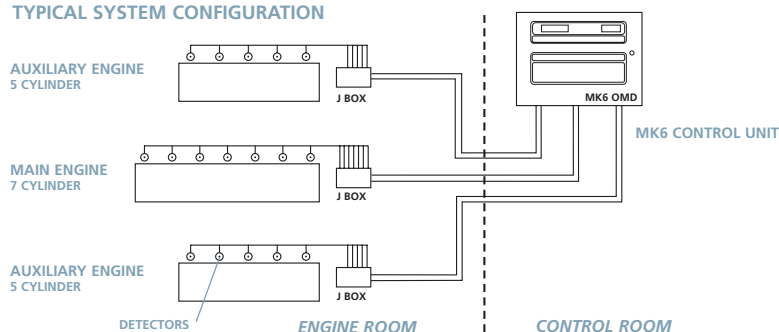 TYPICAL SYSTEM CONFIGURATION
AUXILIARY ENGINE
5 CYLINDER
J BOX
MK6 OMD
MK6 CONTROL UNIT
MAIN ENGINE
7 CYLINDER
J BOX
AUXILIARY ENGINE
5 CYLINDER
J BOX
DETECTORS
ENGINE ROOM
CONTROL ROOM